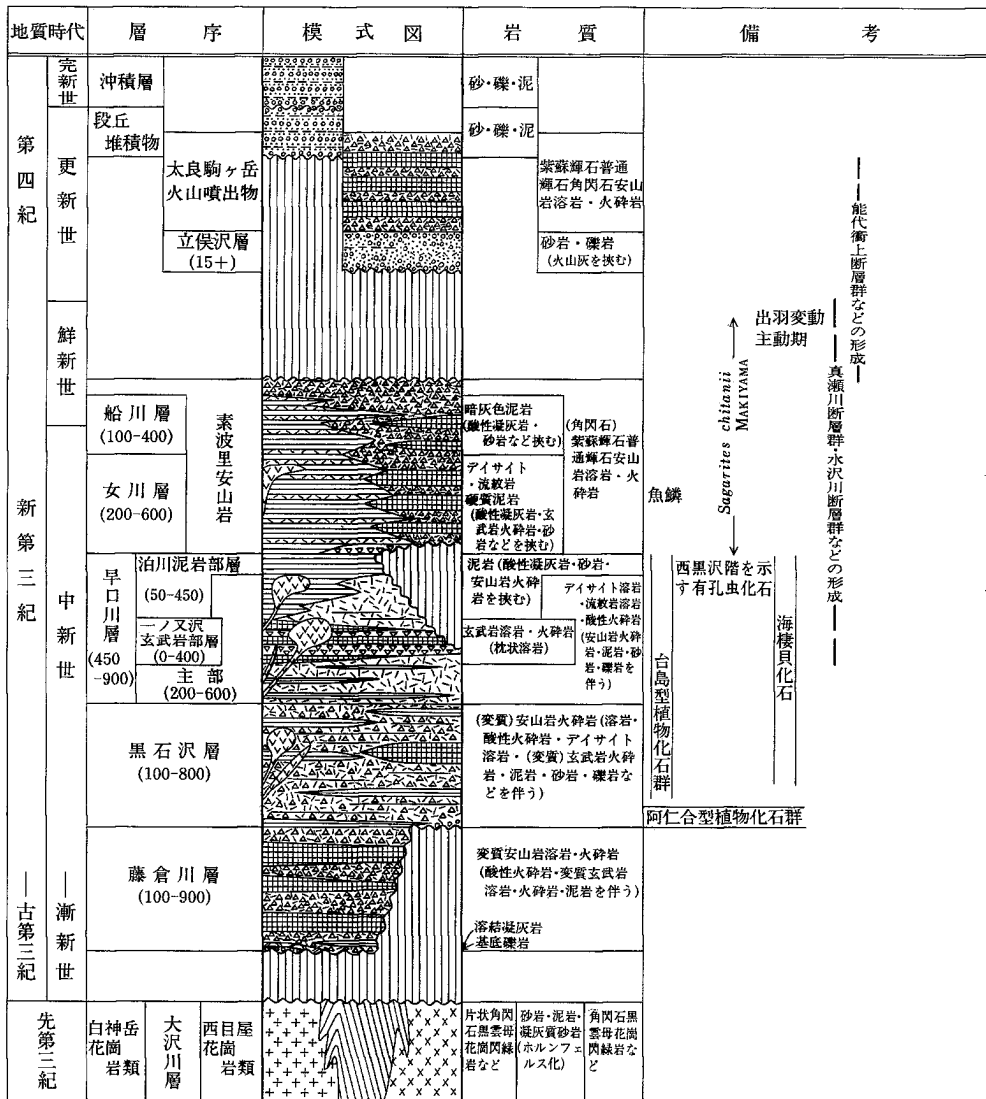 地質時代
層序
模式図
岩質
備考
第四紀
完新世
沖積層
砂・礫・泥
更新世
段丘
堆積物
砂・礫・泥
太良駒ヶ岳
火山噴出物
紫蘇輝石普通
輝石角閃石安山
岩溶岩・火砕岩
立俣沢層
(15+)
砂岩・礫岩
(火山灰を挟む)
新第三紀
鮮新世
中新世
船川層
(100-400)
女川層
(200-600)
素波里安山岩
暗灰色泥岩
(酸性凝灰岩・
砂岩など挟む)
デイサイト
・流紋岩
硬質泥岩
(酸性凝灰岩・玄
武岩火砕岩・砂
岩などを挟む)
(角閃石)
紫蘇輝石普
通輝石安山
岩溶岩・火
砕岩
早口川層
(450
-900)
泊川泥岩部層
(50-450)
一ノ又沢
玄武岩部層
(0-400)
主部
(200-600)
泥岩(酸性凝灰岩・砂岩・
安山岩火砕
岩を挟む)
玄武岩溶岩・火砕岩
(枕状溶岩)
デイサイト溶岩
・流紋岩溶岩
・酸性火砕岩
(安山岩火砕
岩・泥岩・砂
岩・礫岩を
伴う)
黒石沢層
(100-800)
(変質)安山岩火砕岩(溶岩・
酸性火砕岩・デイサイト
溶岩・(変質)玄武岩火砕
岩・泥岩・砂岩・礫岩な
どを伴う)
古第三紀
漸新世
藤倉川層
(100-900)
変質安山岩溶岩・火砕岩
(酸性火砕岩・変質玄武岩
溶岩・火砕岩・泥岩を伴う)
溶結凝灰岩
基底礫岩
先第三紀
白神岳
花崗
岩類
大沢川層
西目屋
花崗
岩類
片状角閃
石黒雲母
花崗閃緑
岩など
砂岩・泥岩・
凝灰質砂岩
(ホルンフェ
ルス化)
角閃石黒
雲母花崗
閃緑岩な
ど
魚鱗
Sagarites chitanii
MAKIYAMA
出羽変動
主動期
能代衝上断層群などの形成
真瀬川断層群・水沢川断層群などの形成
西黒沢階を示
す有孔虫化石
台島型植物化石群
海棲貝化石
阿仁合型植物化石群